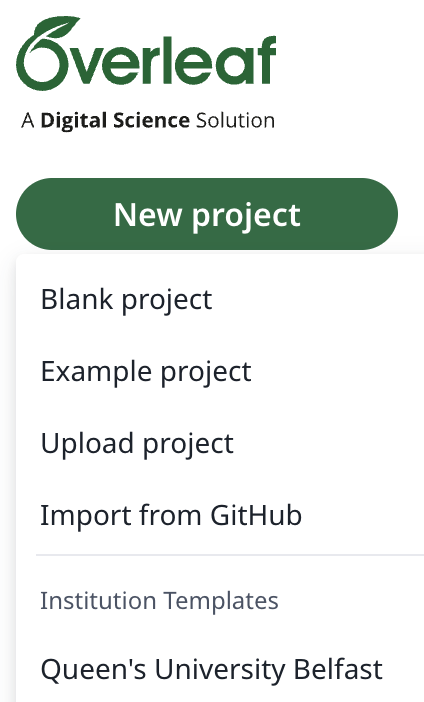 Overleaf
A Digital Science Solution
New project
Blank project
Example project
Upload project
Import from GitHub
Institution Templates
Queen's University Belfast